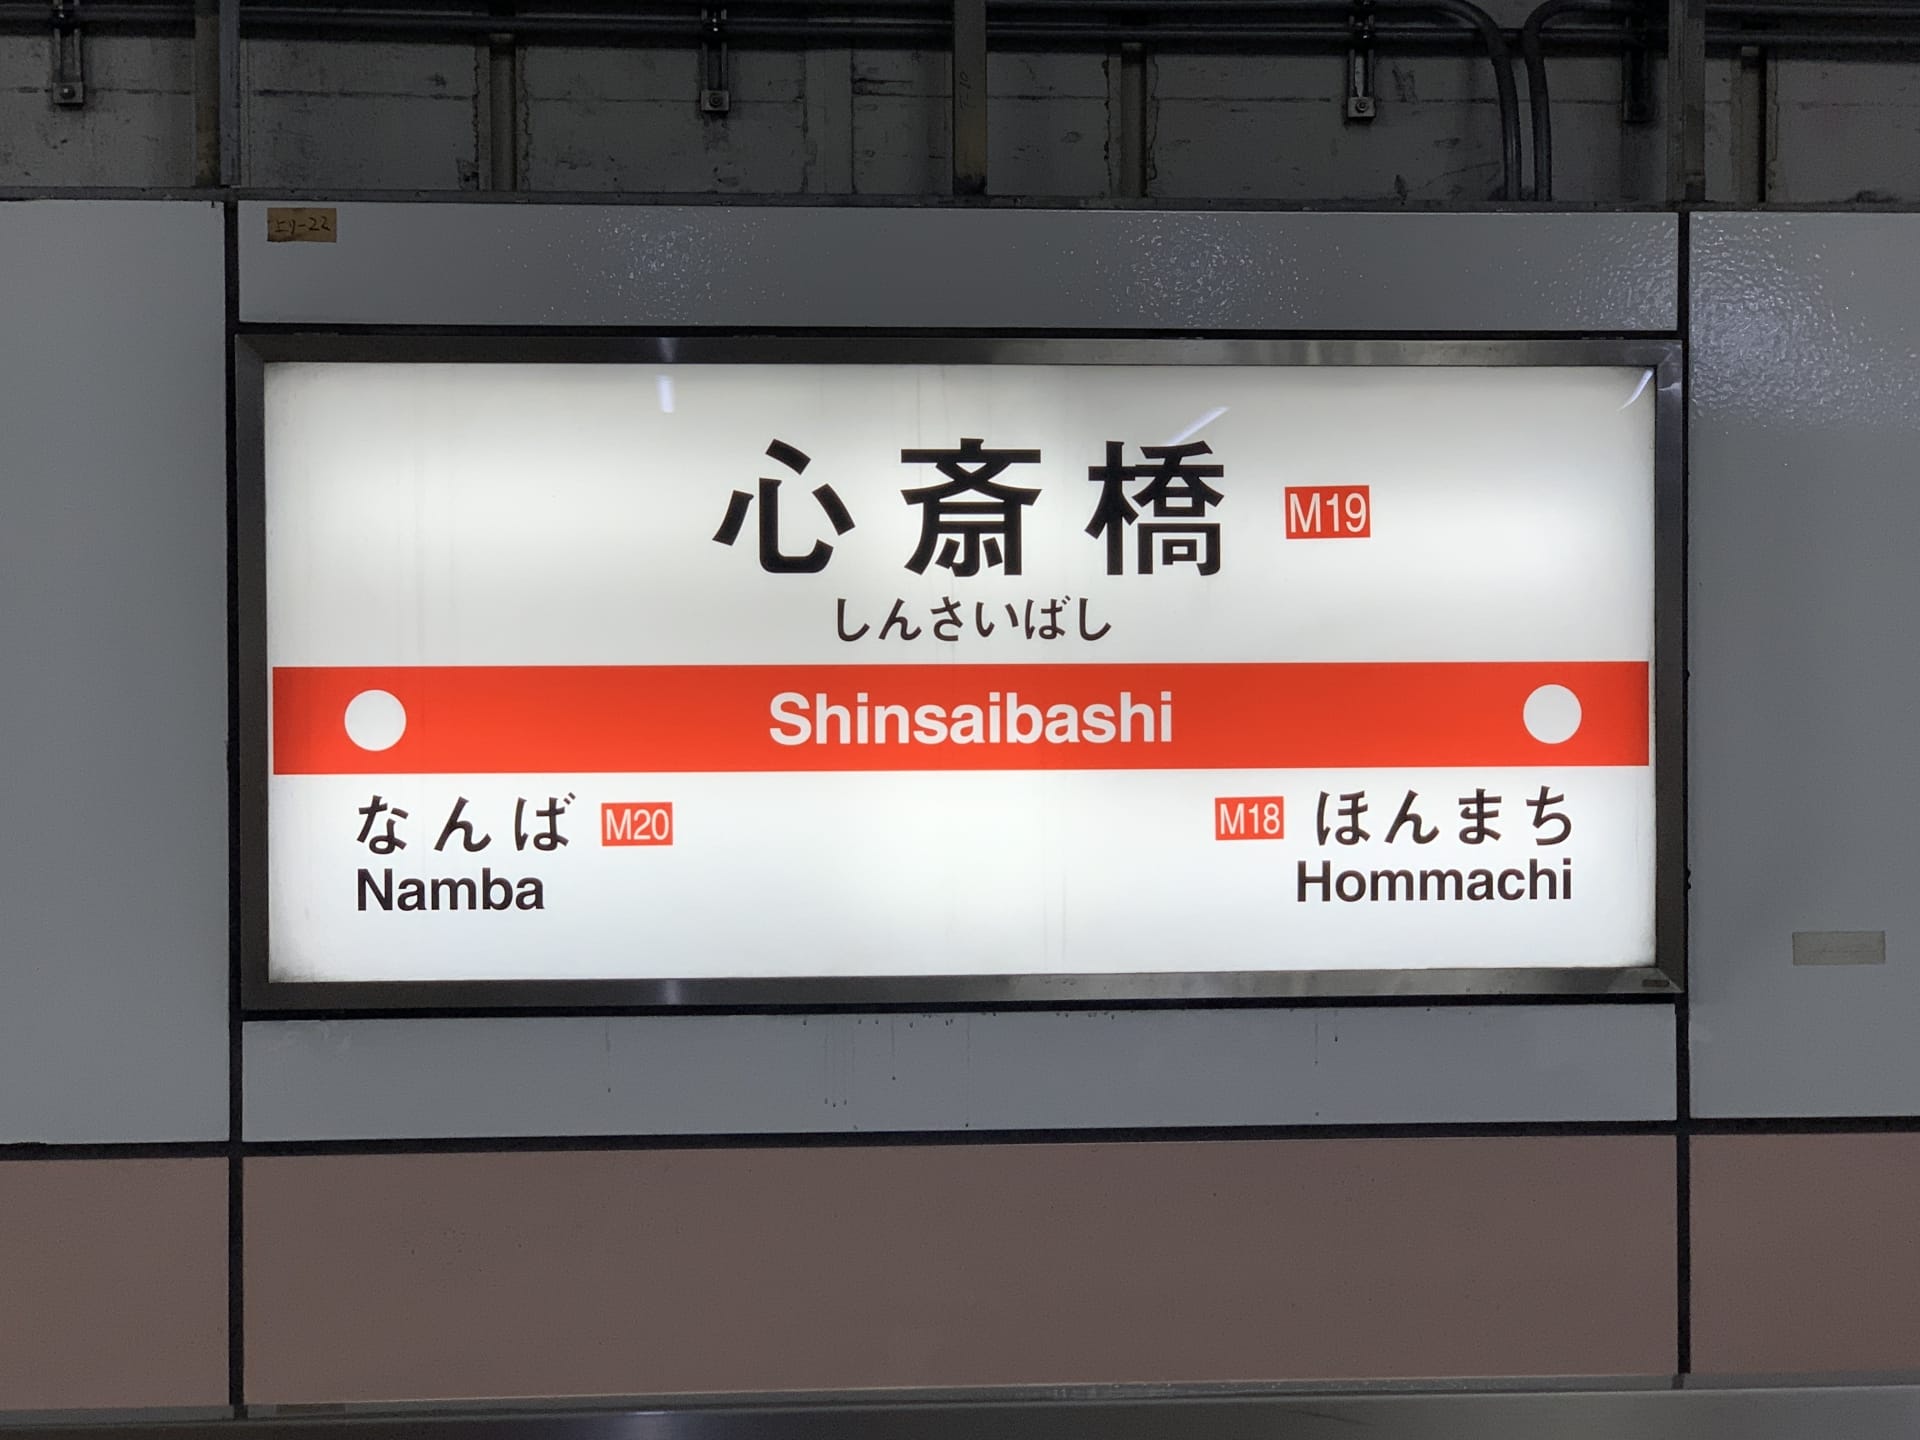 心斎橋 M19
しんさいばし
Shinsaibashi
なんば M20
Namba
M18 ほんまち
Hommachi